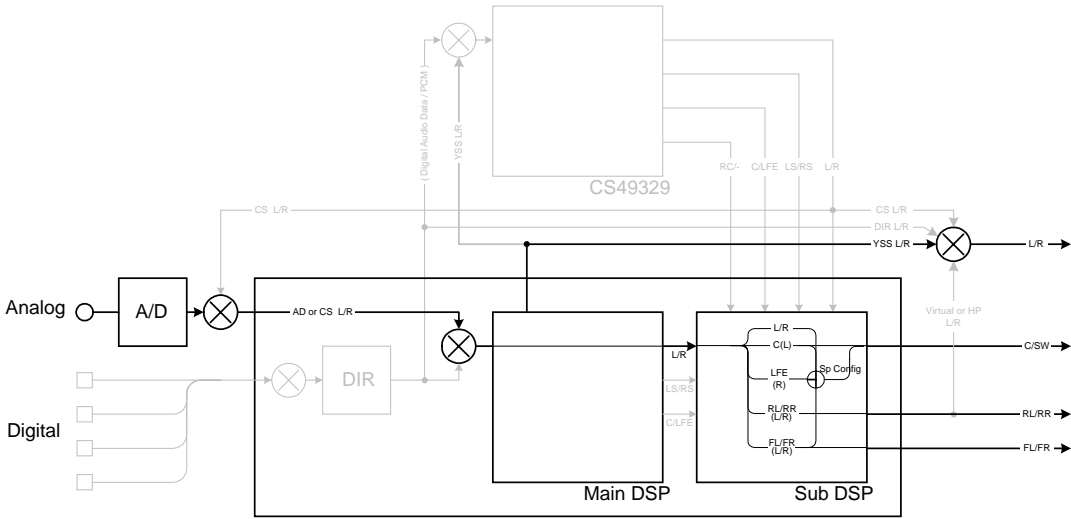 ( Digital Audio Data / PCM )
YSS L/R
RC/-
C/LFE
LS/RS
L/R
CS49329
CS L/R
CS L/R
DIR L/R
YSS L/R
L/R
Analog
A/D
AD or CS L/R
Virtual or HP
L/R
L/R
L/R
C(L)
C/SW
Sp Config
DIR
LS/RS
LFE
(R)
RL/RR
(L/R)
RL/RR
C/LFE
Digital
FL/FR
(L/R)
FL/FR
Main DSP
Sub DSP